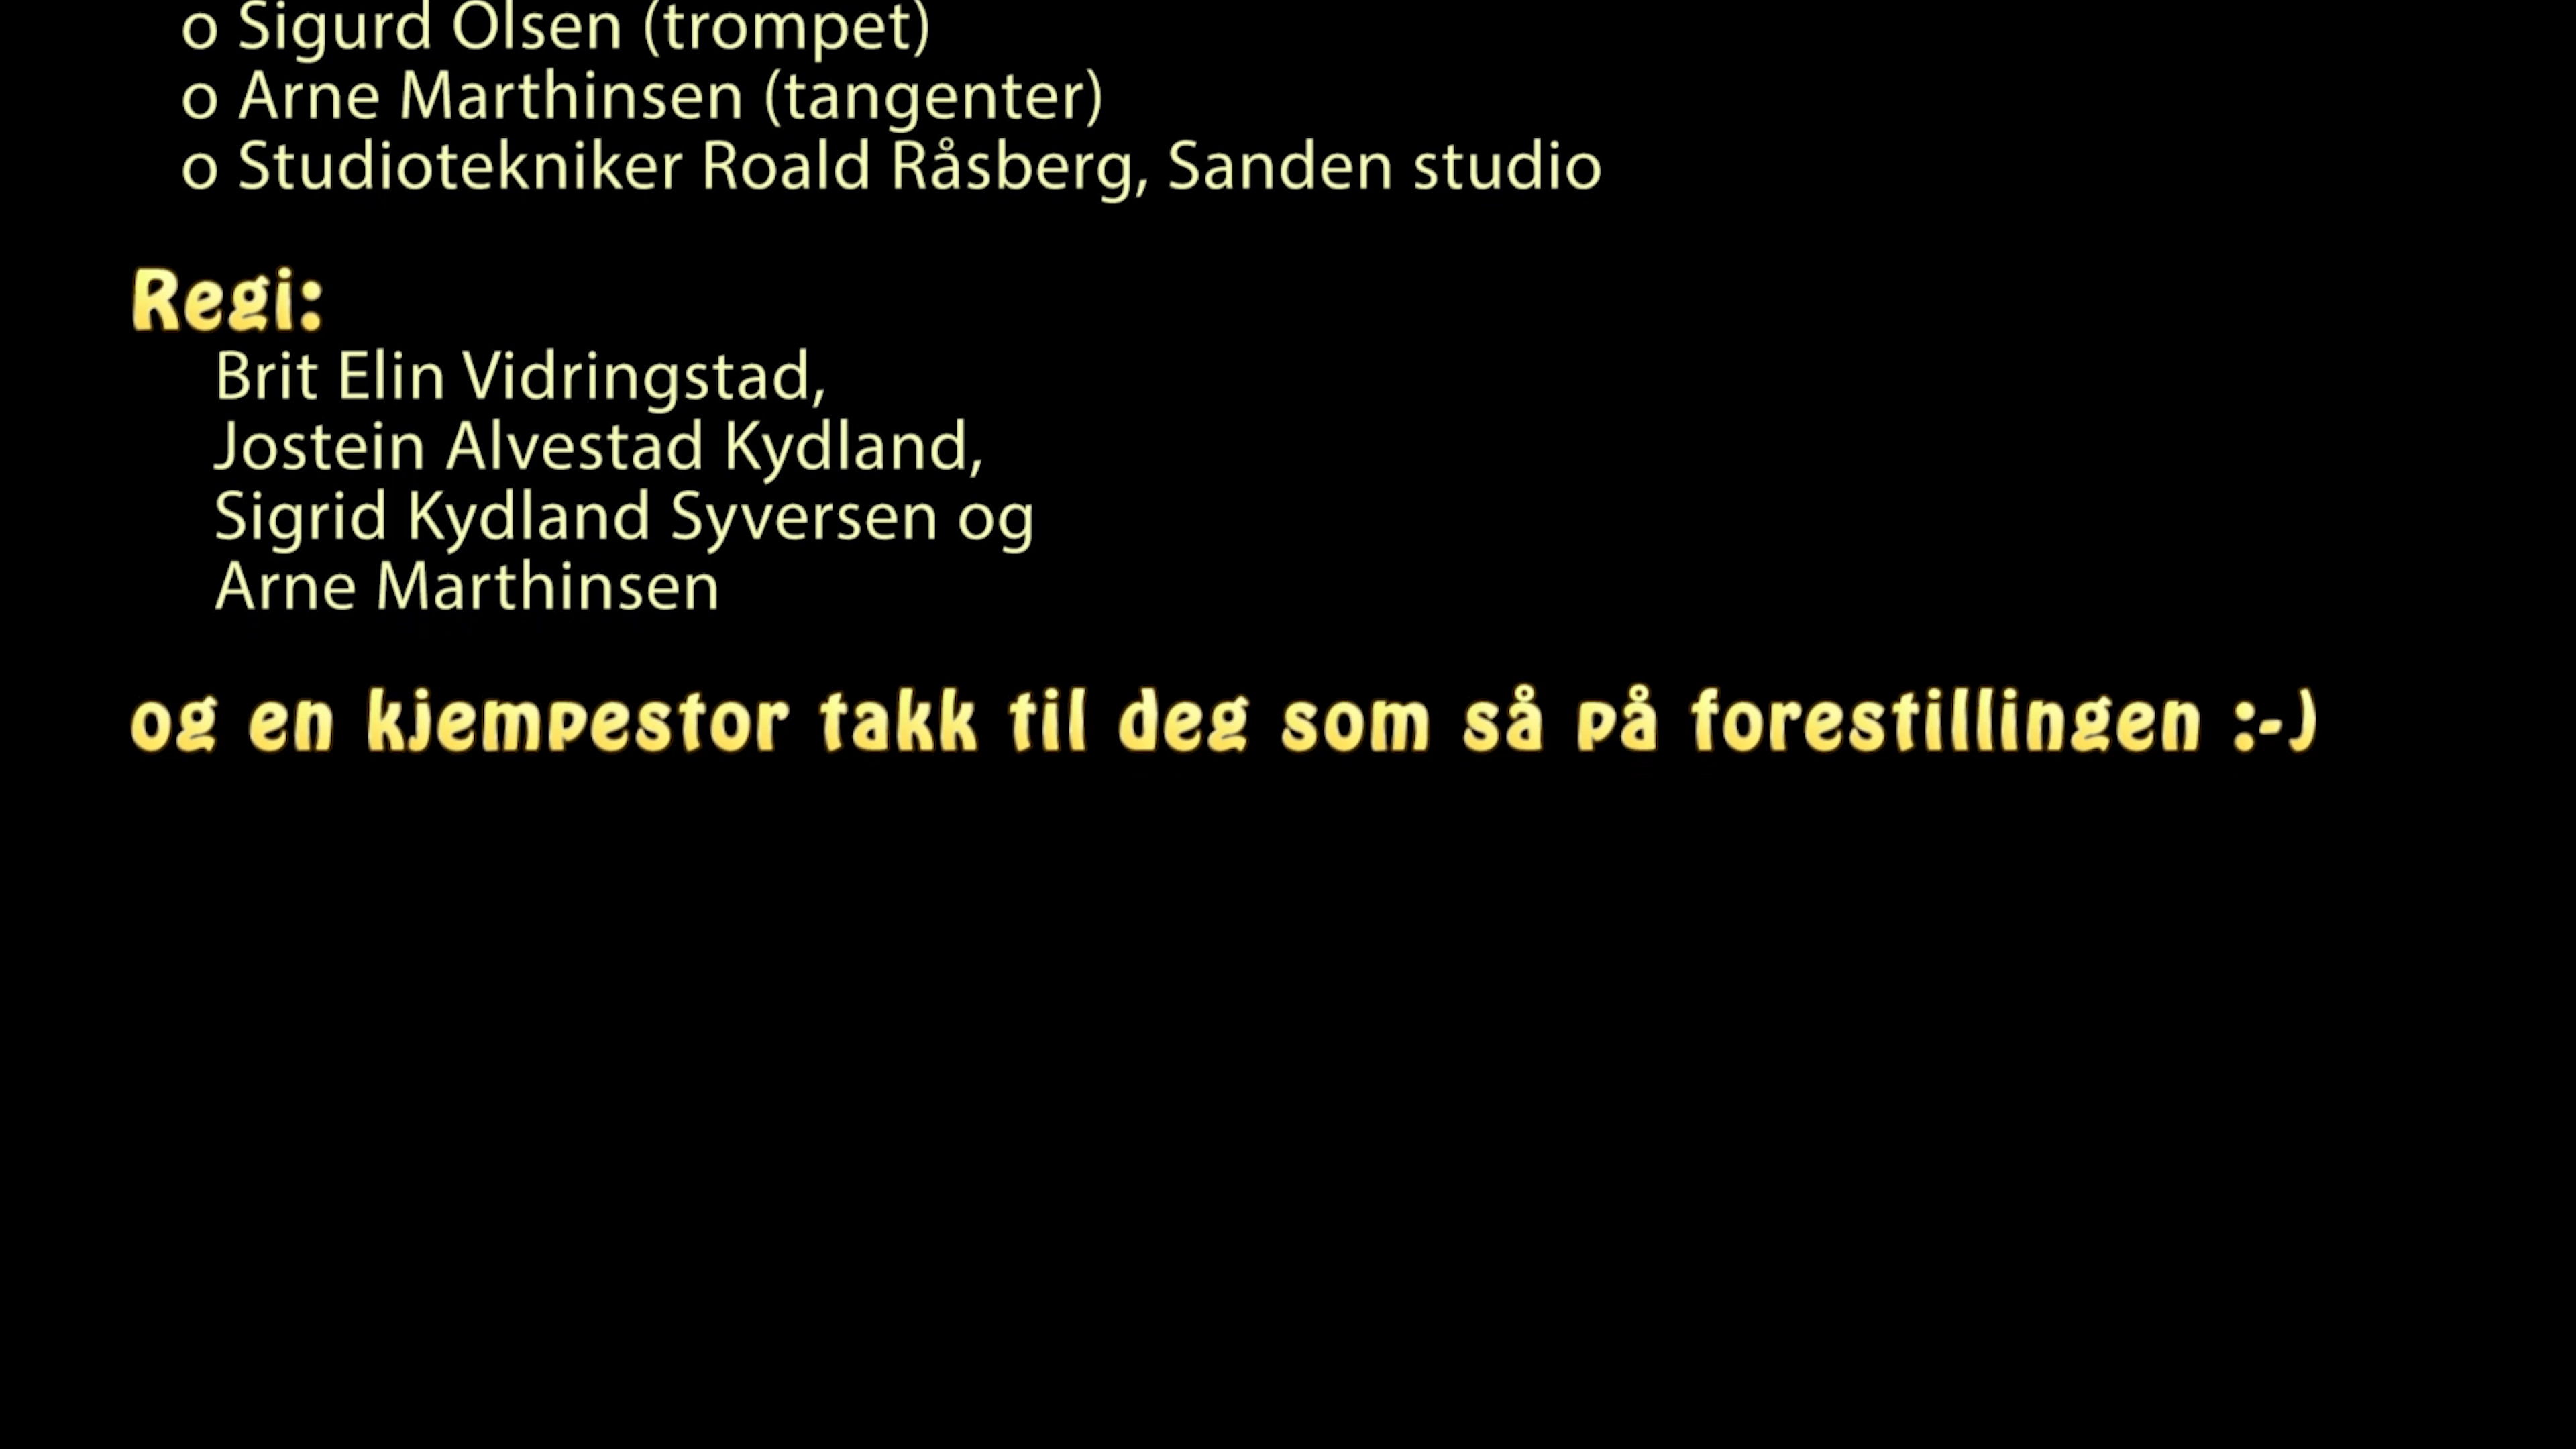 o Sigurd Olsen (trompet)
o Arne Marthinsen (tangenter)
o Studiotekniker Roald Råsberg, Sanden studio
Regi:
Brit Elin Vidringstad,
Jostein Alvestad Kydland,
Sigrid Kydland Syversen og
Arne Marthinsen
og en kjempestor takk til deg som så på forestillingen :-)